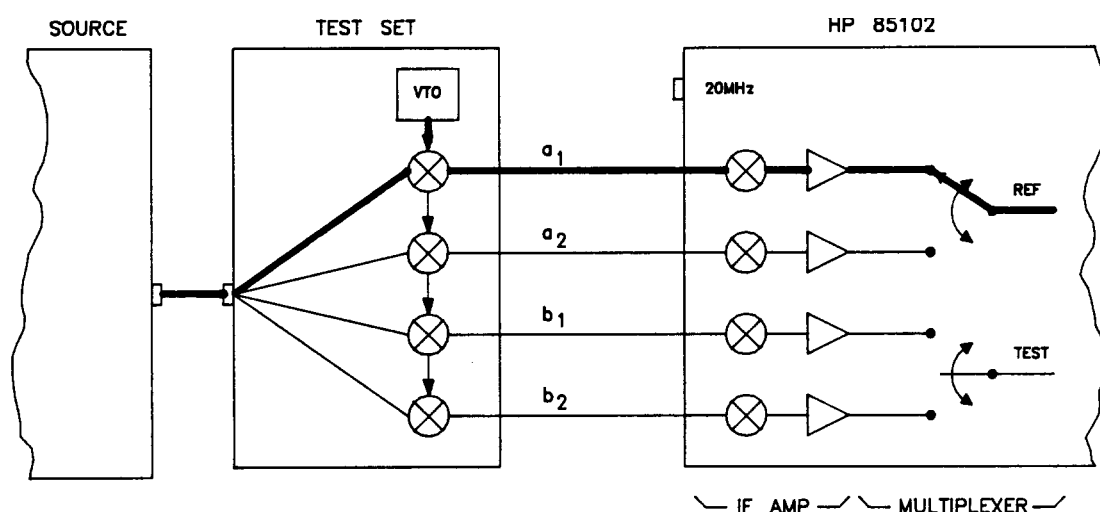 SOURCE
TEST SET
HP 85102
VTO
20MHz
a1
REF
a2
b1
TEST
b2
IF AMP
MULTIPLEXER